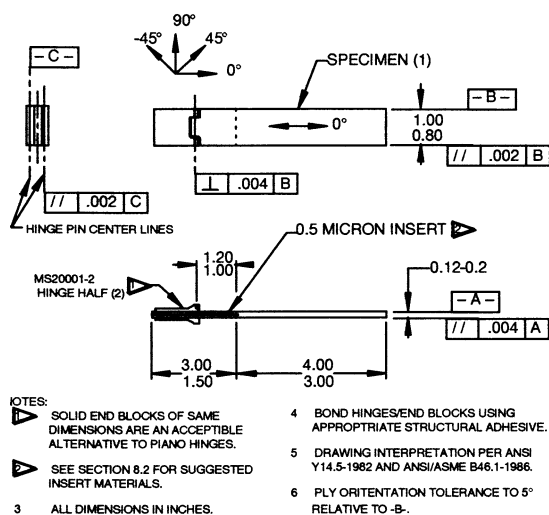 90°
-45°
45°
0°
- C -
SPECIMEN (1)
- B -
0°
1.00
0.80
// .002 B
⊥ .004 B
// .002 C
HINGE PIN CENTER LINES
0.5 MICRON INSERT 2
1.20
1.00
MS20001-2
HINGE HALF (2)
1
0.12-0.2
- A -
// .004 A
3.00
1.50
4.00
3.00
IOTES:
1 SOLID END BLOCKS OF SAME
DIMENSIONS ARE AN ACCEPTIBLE
ALTERNATIVE TO PIANO HINGES.
2 SEE SECTION 8.2 FOR SUGGESTED
INSERT MATERIALS.
3 ALL DIMENSIONS IN INCHES.
4 BOND HINGES/END BLOCKS USING
APPROPTRIATE STRUCTURAL ADHESIVE.
5 DRAWING INTERPRETATION PER ANSI
Y14.5-1982 AND ANSI/ASME B46.1-1986.
6 PLY ORITENTATION TOLERANCE TO 5°
RELATIVE TO -B-.